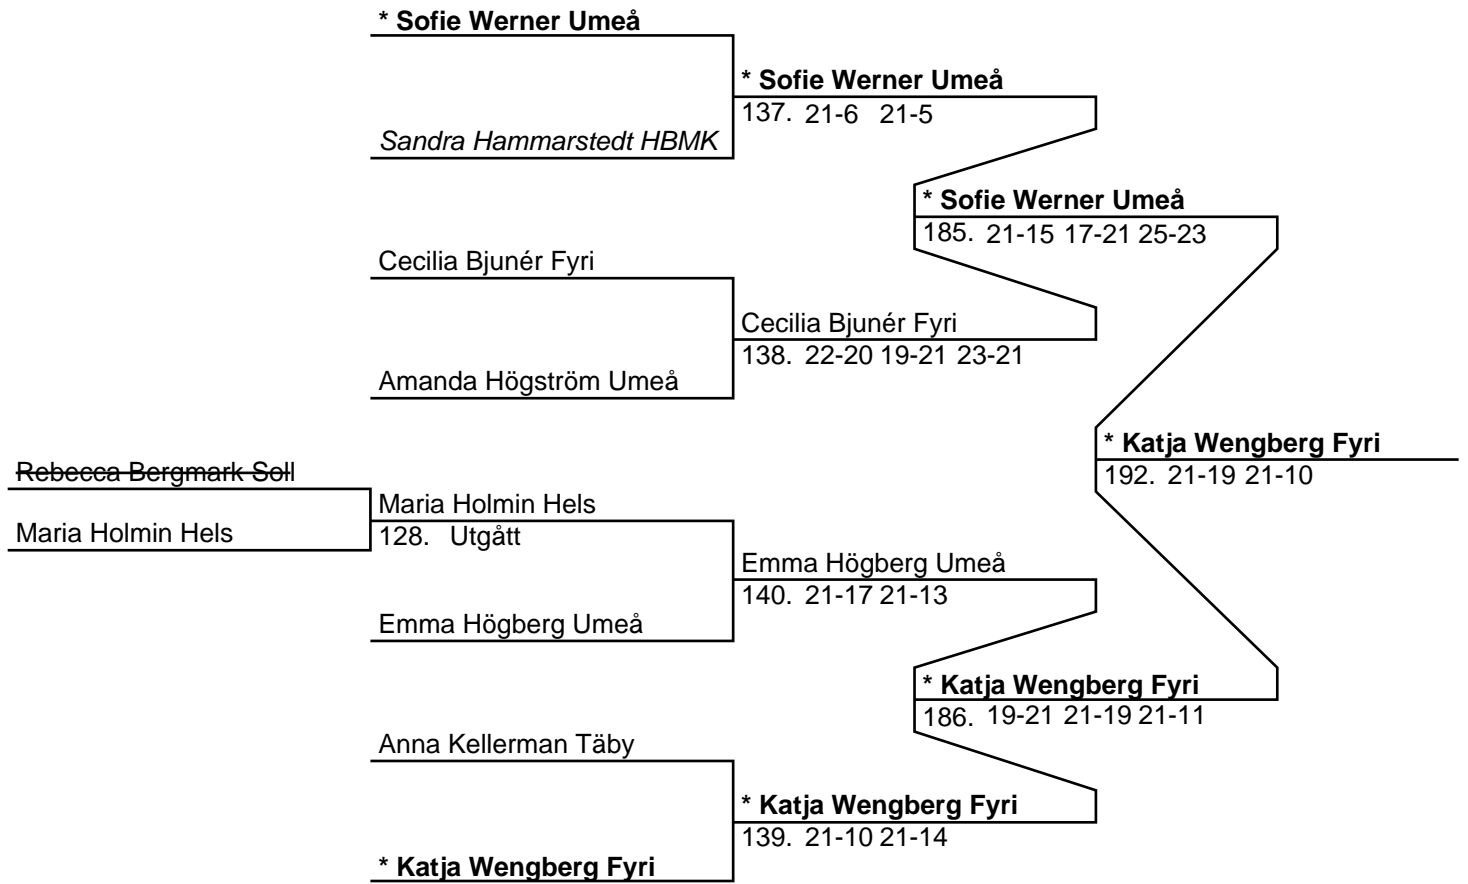 * Sofie Werner Umeå
* Sofie Werner Umeå
137. 21-6 21-5
Sandra Hammarstedt HBMK
* Sofie Werner Umeå
185. 21-15 17-21 25-23
Cecilia Bjunér Fyri
Cecilia Bjunér Fyri
138. 22-20 19-21 23-21
Amanda Högström Umeå
* Katja Wengberg Fyri
192. 21-19 21-10
Rebecca Bergmark Soll
Maria Holmin Hels
128. Utgått
Maria Holmin Hels
Emma Högberg Umeå
140. 21-17 21-13
Emma Högberg Umeå
* Katja Wengberg Fyri
186. 19-21 21-19 21-11
Anna Kellerman Täby
* Katja Wengberg Fyri
139. 21-10 21-14
* Katja Wengberg Fyri